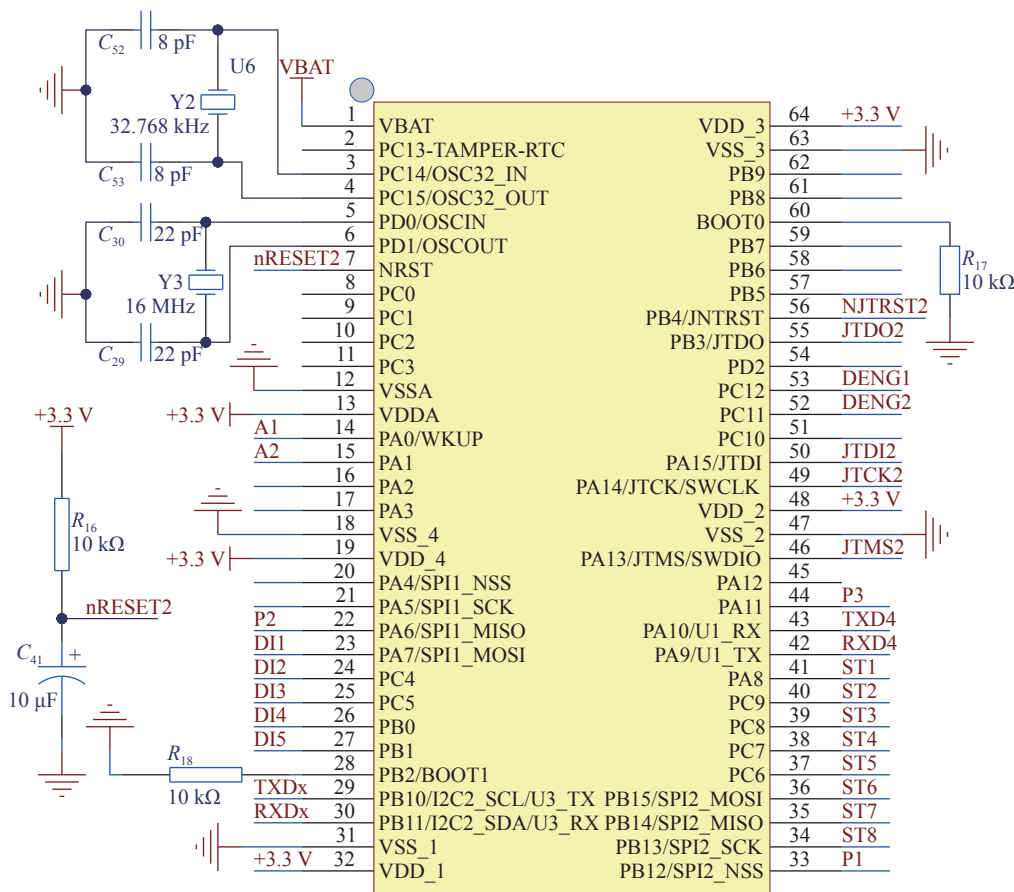 C52
8 pF
U6
VBAT
Y2
32.768 kHz
C53
8 pF
C30
22 pF
Y3
16 MHz
C29
22 pF
nRESET2
1 VBAT
2 PC13-TAMPER-RTC
3 PC14/OSC32_IN
4 PC15/OSC32_OUT
5 PD0/OSCIN
6 PD1/OSCOUT
7 NRST
8 PC0
9 PC1
10 PC2
11 PC3
12 VSSA
+3.3 V 13 VDDA
A1 14 PA0/WKUP
A2 15 PA1
16 PA2
17 PA3
18 VSS_4
+3.3 V 19 VDD_4
20 PA4/SPI1_NSS
21 PA5/SPI1_SCK
P2 22 PA6/SPI1_MISO
DI1 23 PA7/SPI1_MOSI
DI2 24 PC4
DI3 25 PC5
DI4 26 PB0
DI5 27 PB1
28 PB2/BOOT1
TXDx 29 PB10/I2C2_SCL/U3_TX
RXDx 30 PB11/I2C2_SDA/U3_RX
31 VSS_1
+3.3 V 32 VDD_1
+3.3 V
R16
10 kΩ
nRESET2
C41
+
10 μF
R18
10 kΩ
VDD_3 64 +3.3 V
VSS_3 63
PB9 62
PB8 61
BOOT0 60
PB7 59
PB6 58
PB5 57
PB4/JNTRST 56 NJTRST2
PB3/JTDO 55 JTDO2
PD2 54
PC12 53 DENG1
PC11 52 DENG2
PC10 51
PA15/JTDI 50 JTDI2
PA14/JTCK/SWCLK 49 JTCK2
VDD_2 48 +3.3 V
VSS_2 47
PA13/JTMS/SWDIO 46 JTMS2
PA12 45
PA11 44 P3
PA10/U1_RX 43 TXD4
PA9/U1_TX 42 RXD4
PA8 41 ST1
PC9 40 ST2
PC8 39 ST3
PC7 38 ST4
PC6 37 ST5
PB15/SPI2_MOSI 36 ST6
PB14/SPI2_MISO 35 ST7
PB13/SPI2_SCK 34 ST8
PB12/SPI2_NSS 33 P1
R17
10 kΩ